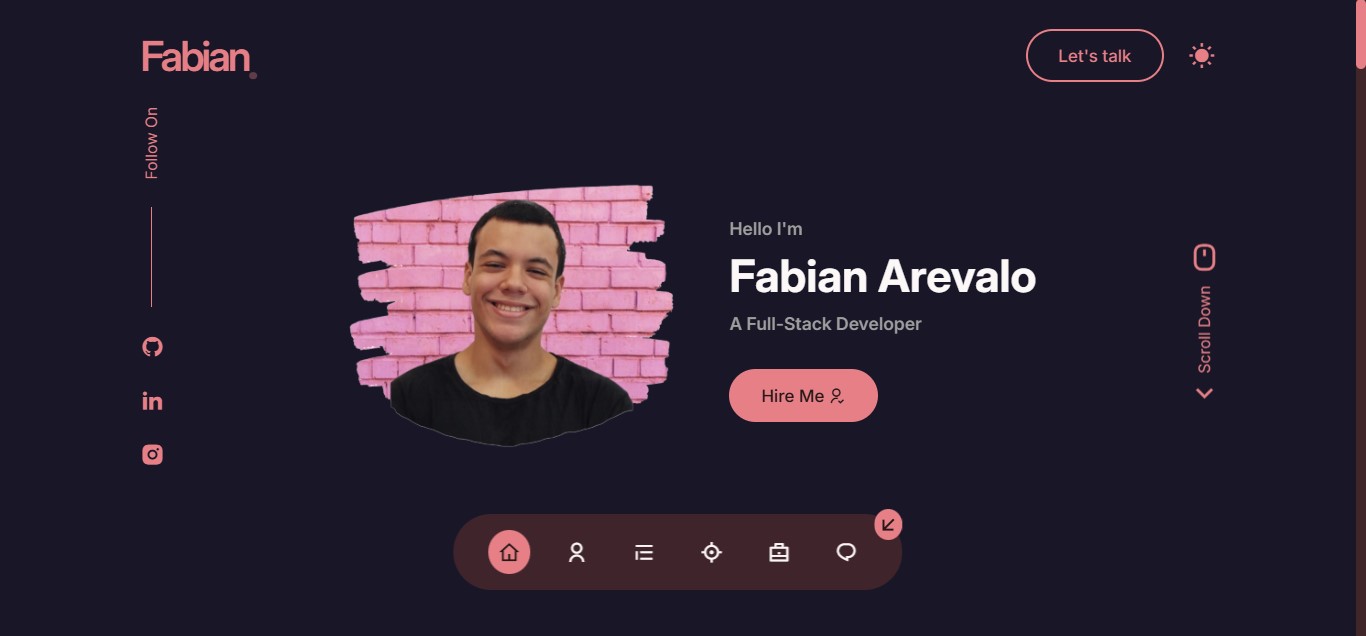 Fabian
Let's talk
Follow On
Hello I'm
Fabian Arevalo
A Full-Stack Developer
Hire Me
Scroll Down